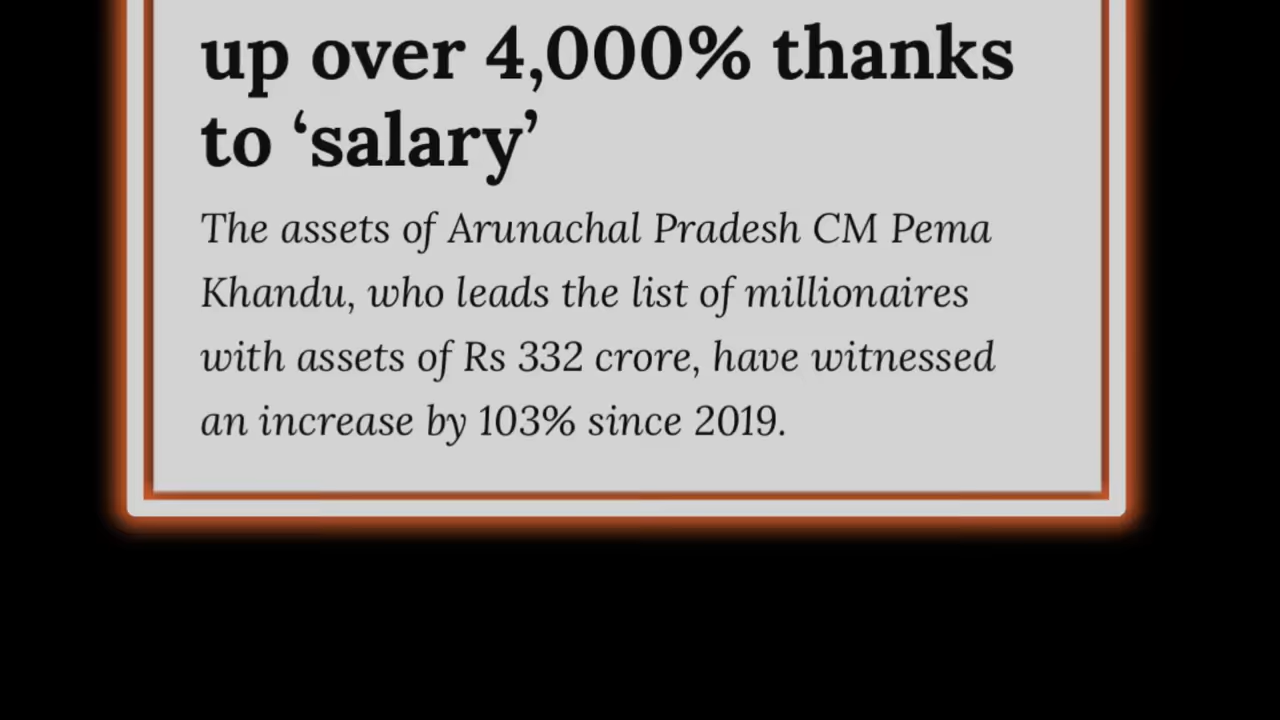 up over 4,000% thanks
to ‘salary’
The assets of Arunachal Pradesh CM Pema
Khandu, who leads the list of millionaires
with assets of Rs 332 crore, have witnessed
an increase by 103% since 2019.